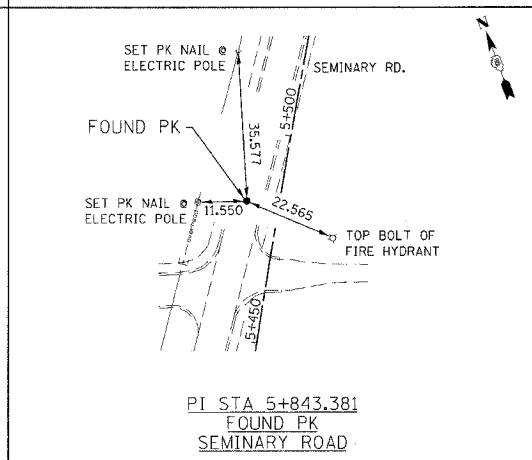 N
SET PK NAIL @
ELECTRIC POLE
SEMINARY RD.
5+500
FOUND PK
35.577
SET PK NAIL @
ELECTRIC POLE
11.550
22.565
overhead
TOP BOLT OF
FIRE HYDRANT
5+450
PI STA 5+843.381
FOUND PK
SEMINARY ROAD